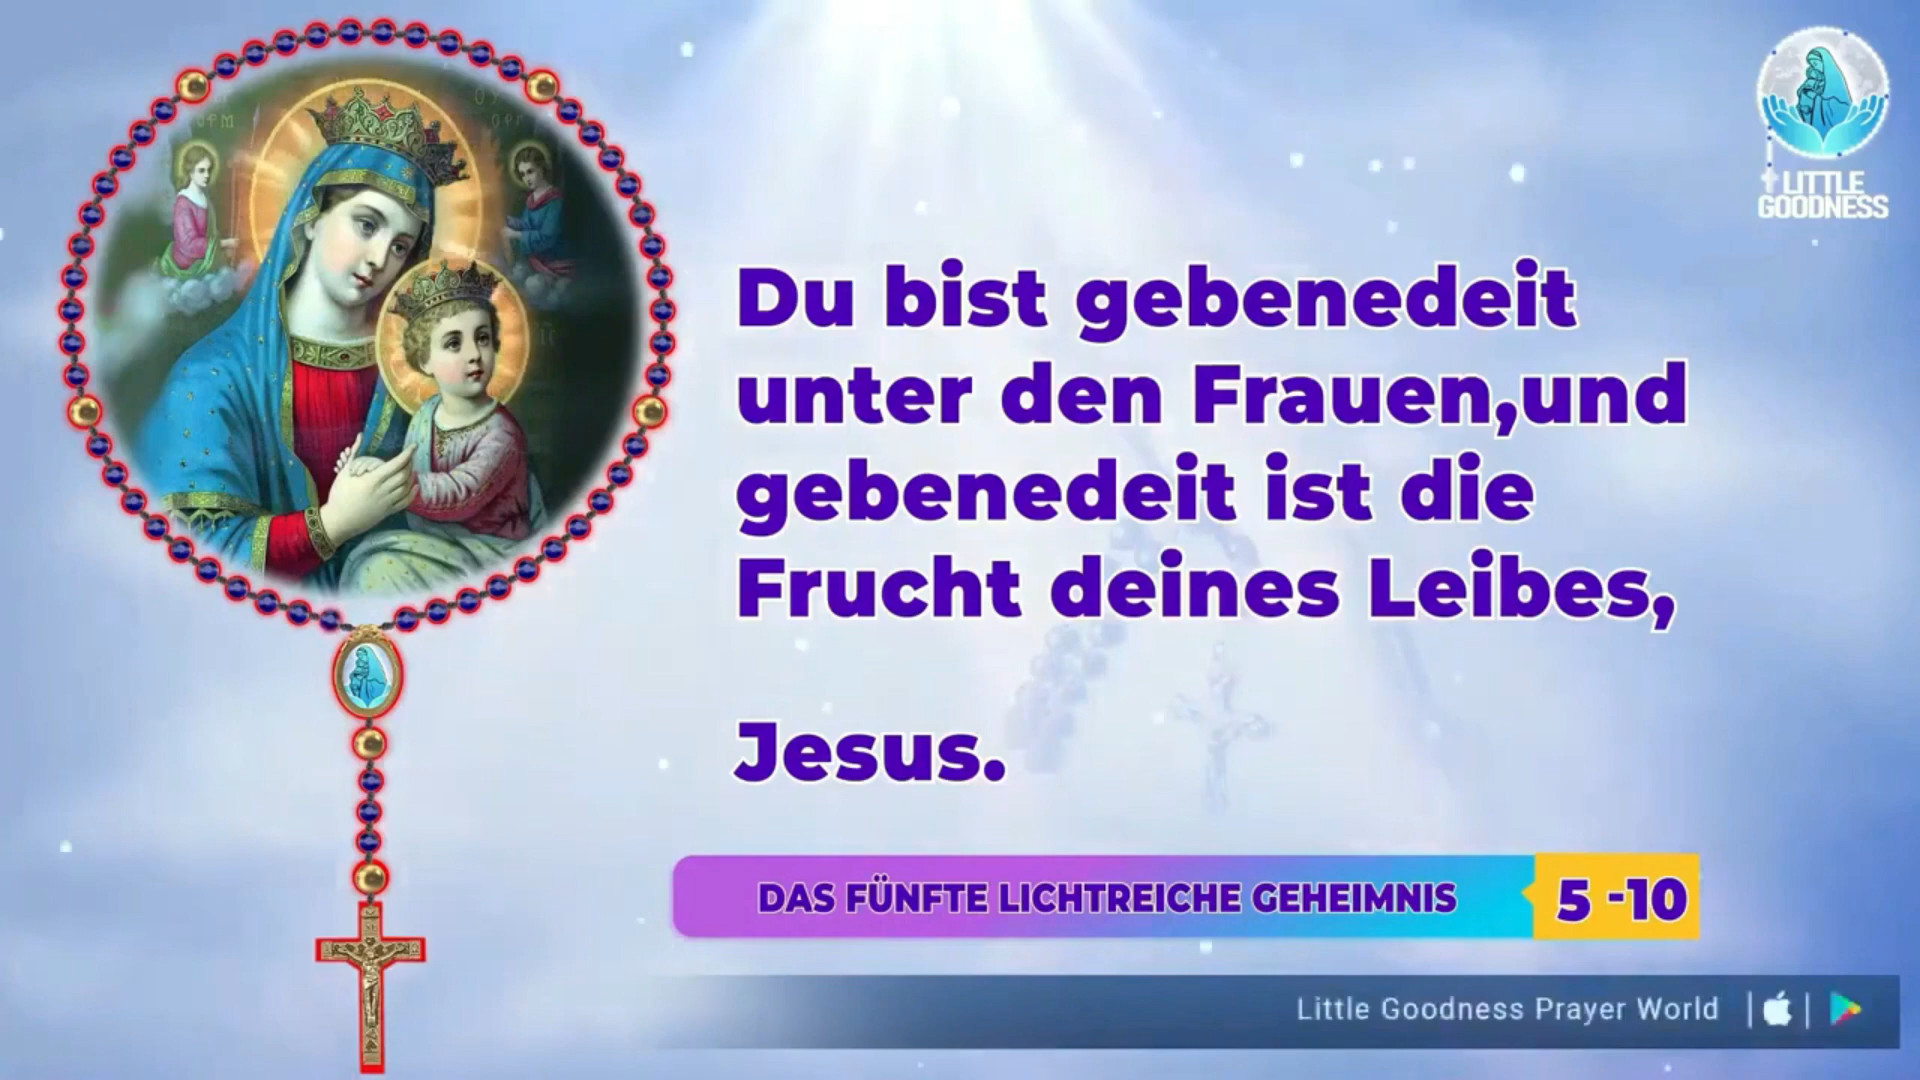 LITTLE
GOODNESS
Du bist gebenedeit
unter den Frauen,und
gebenedeit ist die
Frucht deines Leibes,
Jesus.
DAS FÜNFTE LICHTREICHE GEHEIMNIS
5 -10
Little Goodness Prayer World